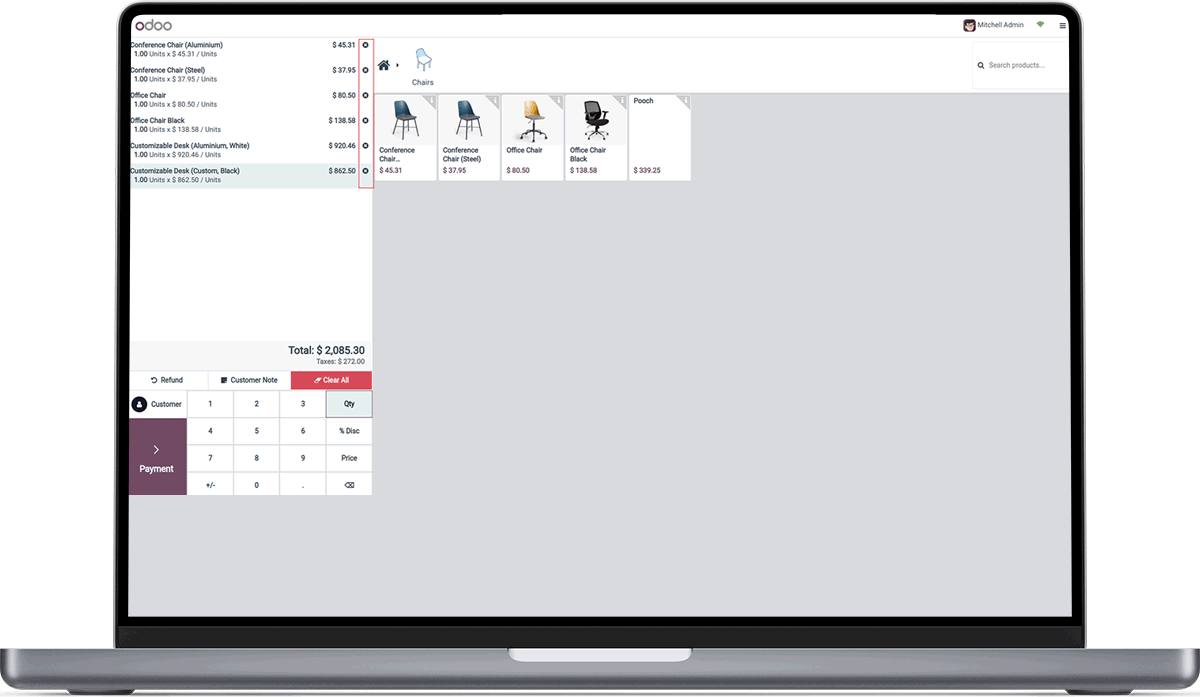 odoo
Mitchell Admin
Conference Chair (Aluminium) $ 45.31
1.00 Units x $ 45.31 / Units
Conference Chair (Steel) $ 37.95
1.00 Units x $ 37.95 / Units
Office Chair $ 80.50
1.00 Units x $ 80.50 / Units
Office Chair Black $ 138.58
1.00 Units x $ 138.58 / Units
Customizable Desk (Aluminium, White) $ 920.46
1.00 Units x $ 920.46 / Units
Customizable Desk (Custom, Black) $ 862.50
1.00 Units x $ 862.50 / Units
Total: $ 2,085.30
Taxes: $ 272.00
Refund Customer Note Clear All
Customer 1 2 3 Qty
4 5 6 % Disc
Payment
7 8 9 Price
+/- 0 .
Chairs
Search products...
Conference
Chair...
$ 45.31
Conference
Chair (Steel)
$ 37.95
Office Chair
$ 80.50
Office Chair
Black
$ 138.58
Pooch
$ 339.25